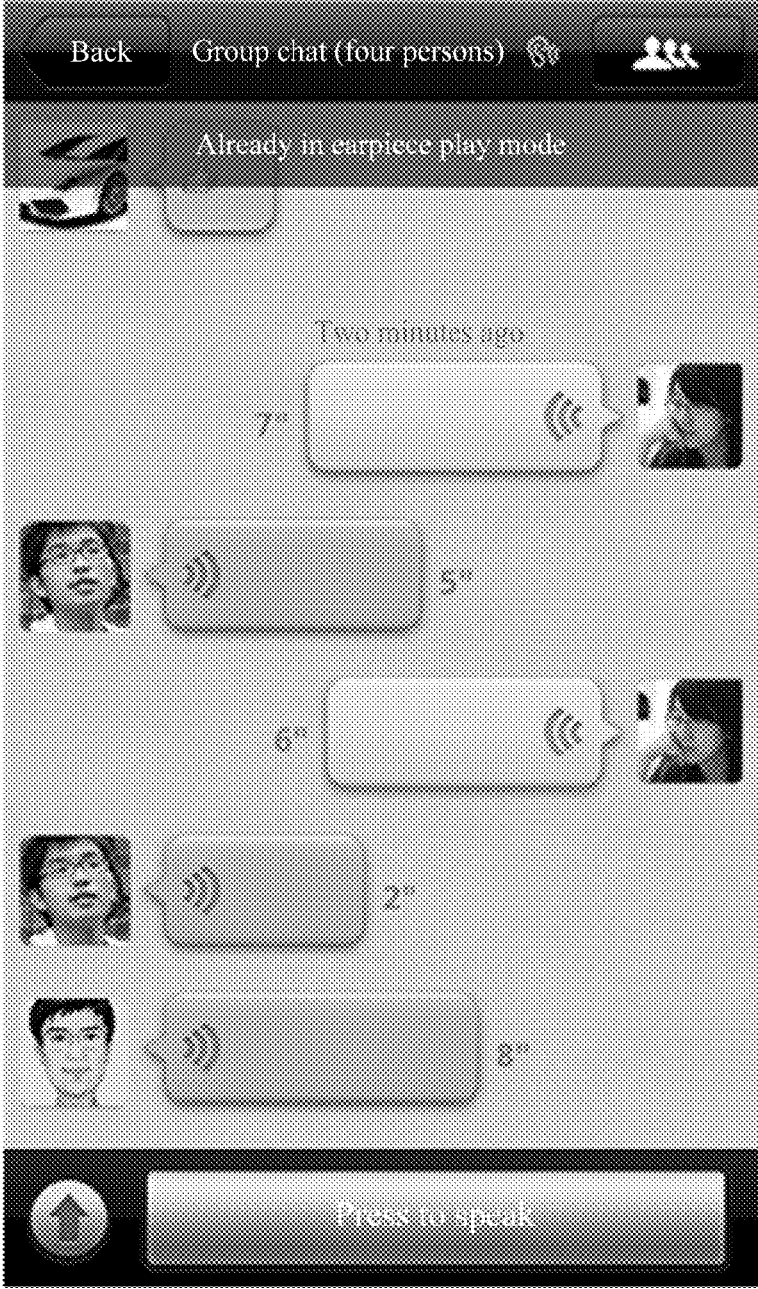 Back
Group chat (four persons)
Already in earpiece play mode
Two minutes ago
7"
5"
6"
2"
8"
Press to speak